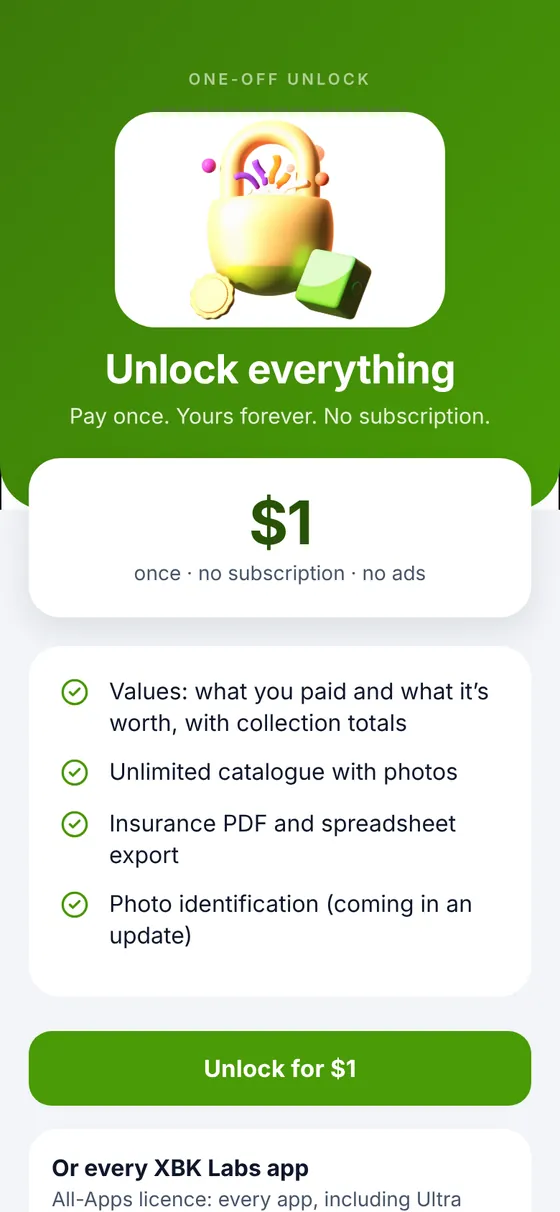 ONE-OFF UNLOCK
Unlock everything
Pay once. Yours forever. No subscription.
$1
once · no subscription · no ads
Values: what you paid and what it’s
worth, with collection totals
Unlimited catalogue with photos
Insurance PDF and spreadsheet
export
Photo identification (coming in an
update)
Unlock for $1
Or every XBK Labs app
All-Apps licence: every app, including Ultra